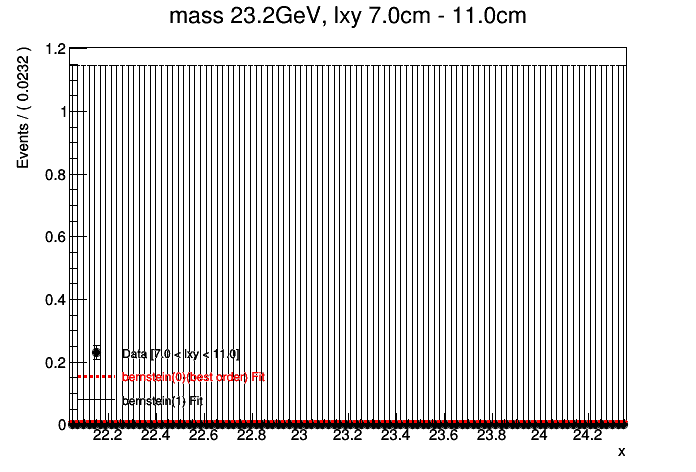 mass 23.2GeV, lxy 7.0cm - 11.0cm
Events / ( 0.0232 )
1.2
1
0.8
0.6
0.4
0.2
0
Data [7.0 < lxy < 11.0]
bernstein(0)(best order) Fit
bernstein(1) Fit
22.2 22.4 22.6 22.8 23 23.2 23.4 23.6 23.8 24 24.2
x